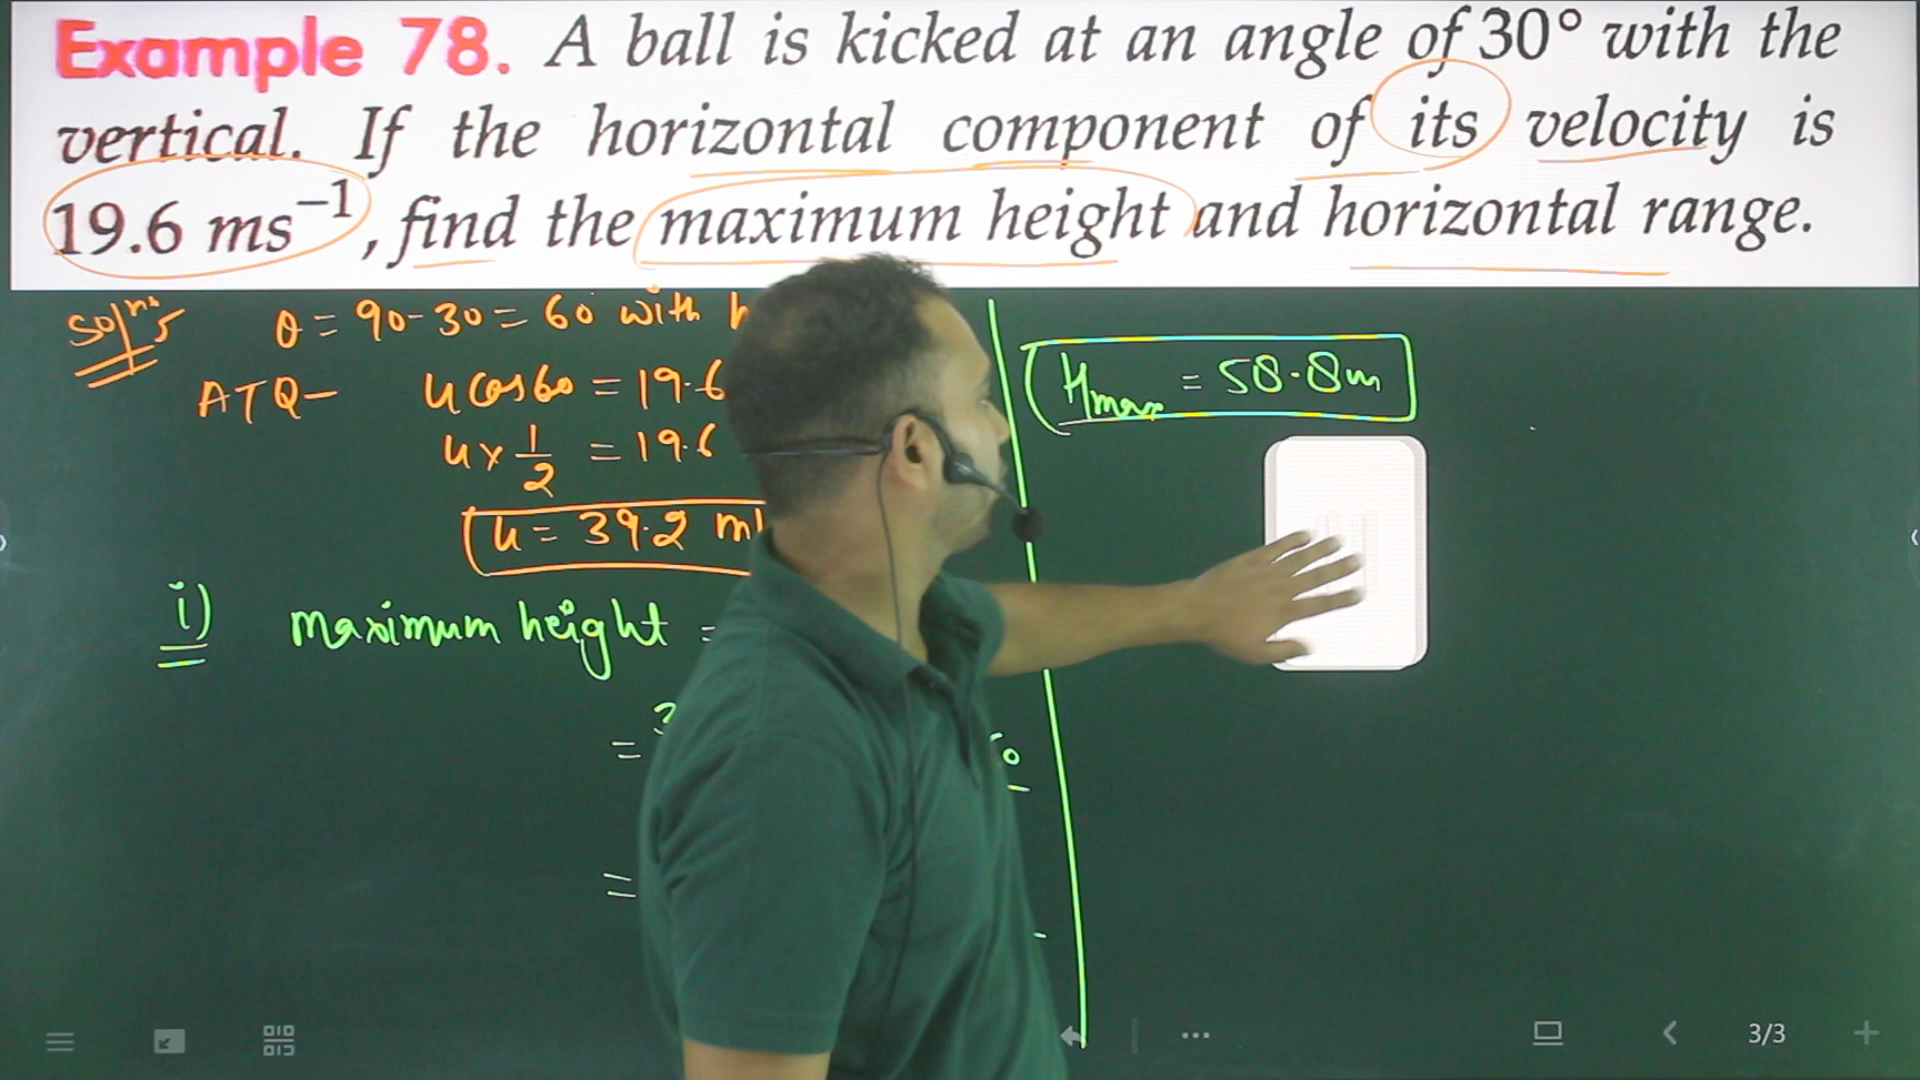 Example 78. A ball is kicked at an angle of 30° with the
vertical. If the horizontal component of its velocity is
19.6 ms⁻¹, find the maximum height and horizontal range.
Solⁿ:
θ = 90-30 = 60 with h
ATQ- u cos60 = 19.6
u × 1/2 = 19.6
u = 39.2 m/
i) maximum height =
=
=
Hmax = 58.8m
3/3